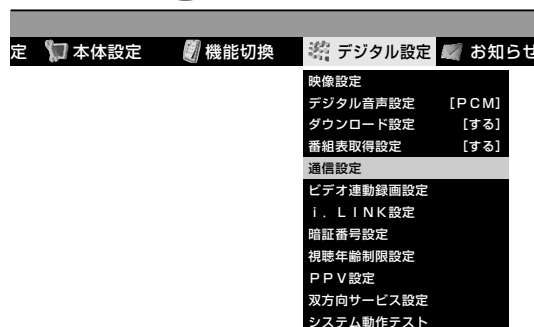 定 本体設定 機能切換 デジタル設定 お知らせ
映像設定
デジタル音声設定 [ＰＣＭ]
ダウンロード設定 [する]
番組表取得設定 [する]
通信設定
ビデオ連動録画設定
ｉ．ＬＩＮＫ設定
暗証番号設定
視聴年齢制限設定
ＰＰＶ設定
双方向サービス設定
システム動作テスト